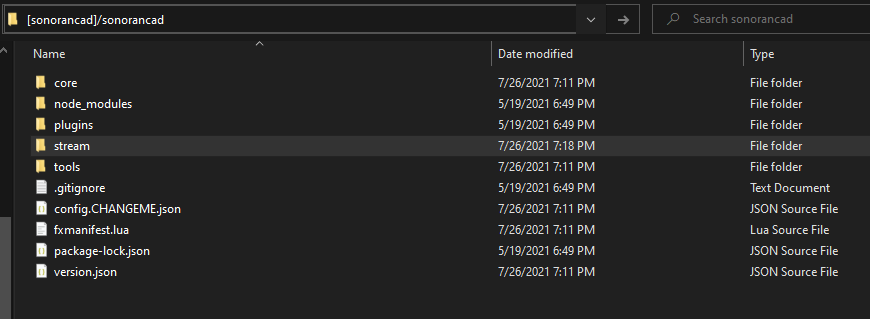 [sonorancad]/sonorancad Search sonorancad
Name Date modified Type
core 7/26/2021 7:11 PM File folder
node_modules 5/19/2021 6:49 PM File folder
plugins 5/19/2021 6:49 PM File folder
stream 7/26/2021 7:18 PM File folder
tools 7/26/2021 7:11 PM File folder
.gitignore 5/19/2021 6:49 PM Text Document
config.CHANGEME.json 7/26/2021 7:11 PM JSON Source File
fxmanifest.lua 7/26/2021 7:11 PM Lua Source File
package-lock.json 5/19/2021 6:49 PM JSON Source File
version.json 7/26/2021 7:11 PM JSON Source File